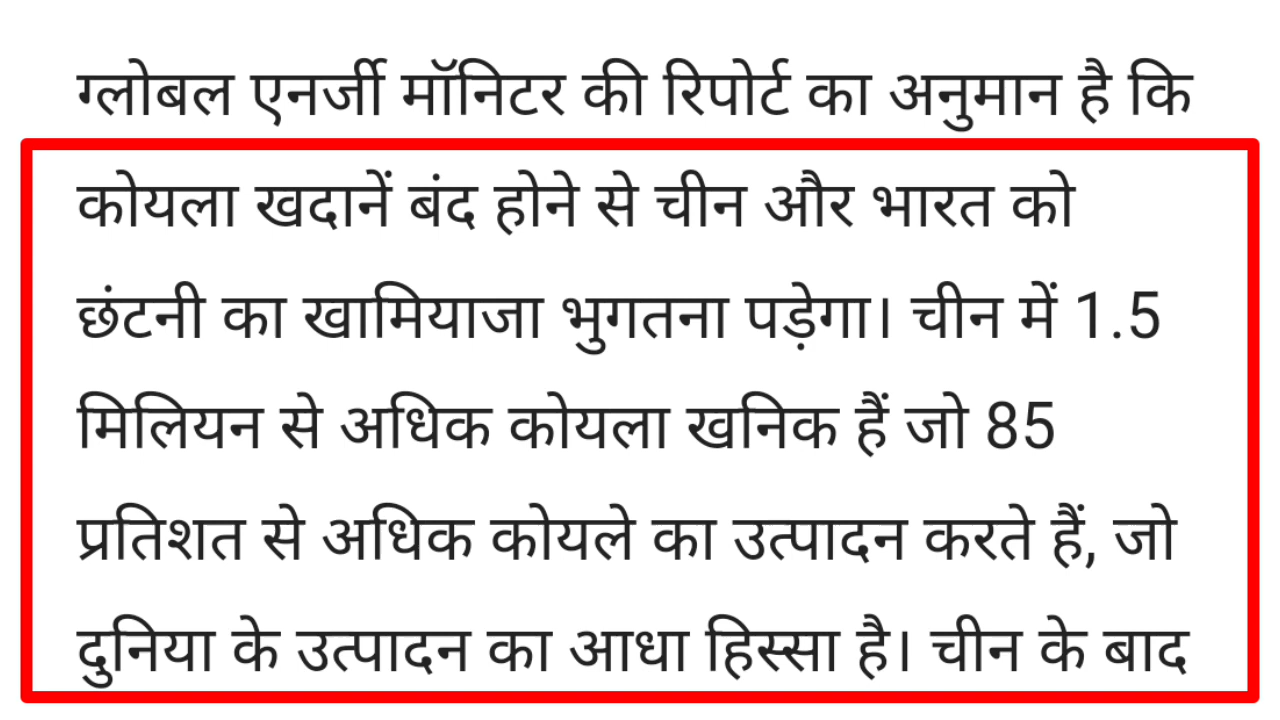 ग्लोबल एनर्जी मॉनिटर की रिपोर्ट का अनुमान है कि
कोयला खदानें बंद होने से चीन और भारत को
छंटनी का खामियाजा भुगतना पड़ेगा। चीन में 1.5
मिलियन से अधिक कोयला खनिक हैं जो 85
प्रतिशत से अधिक कोयले का उत्पादन करते हैं, जो
दुनिया के उत्पादन का आधा हिस्सा है। चीन के बाद